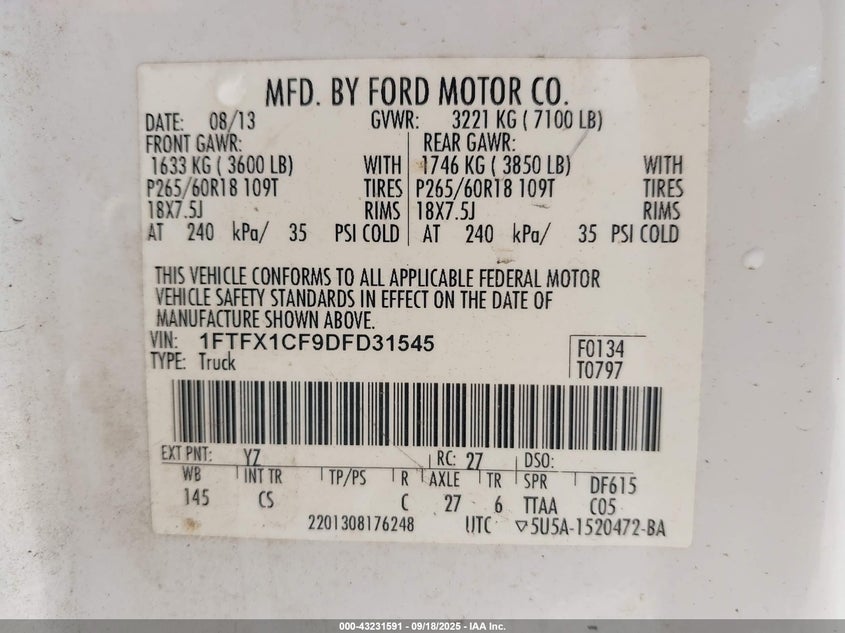 MFD. BY FORD MOTOR CO.
DATE: 08/13 GVWR: 3221 KG ( 7100 LB)
FRONT GAWR: REAR GAWR:
1633 KG ( 3600 LB) WITH 1746 KG ( 3850 LB) WITH
P265/60R18 109T TIRES P265/60R18 109T TIRES
18X7.5J RIMS 18X7.5J RIMS
AT 240 kPa/ 35 PSI COLD AT 240 kPa/ 35 PSI COLD
THIS VEHICLE CONFORMS TO ALL APPLICABLE FEDERAL MOTOR
VEHICLE SAFETY STANDARDS IN EFFECT ON THE DATE OF
MANUFACTURE SHOWN ABOVE.
VIN: 1FTFX1CF9DFD31545 F0134
TYPE: Truck T0797
EXT PNT: YZ RC: 27 DSO:
WB INT TR TP/PS R AXLE TR SPR DF615
145 CS C 27 6 TTAA C05
2201308176248 UTC ▽5U5A-1520472-BA
000-43231591 - 09/18/2025 - IAA Inc.